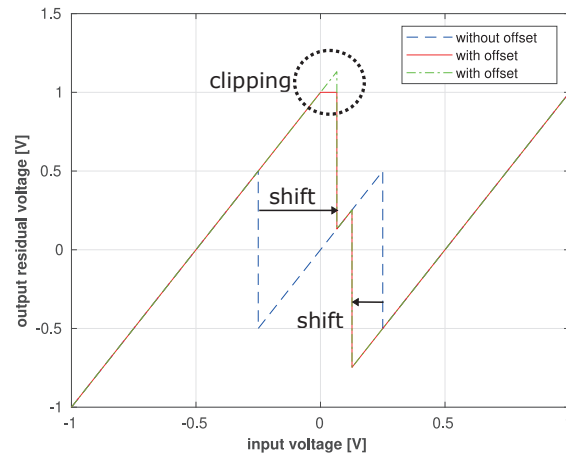 1.5
without offset
with offset
with offset
clipping
1
output residual voltage [V]
0.5
shift
0
-0.5
shift
-1
-1
-0.5
0
0.5
input voltage [V]